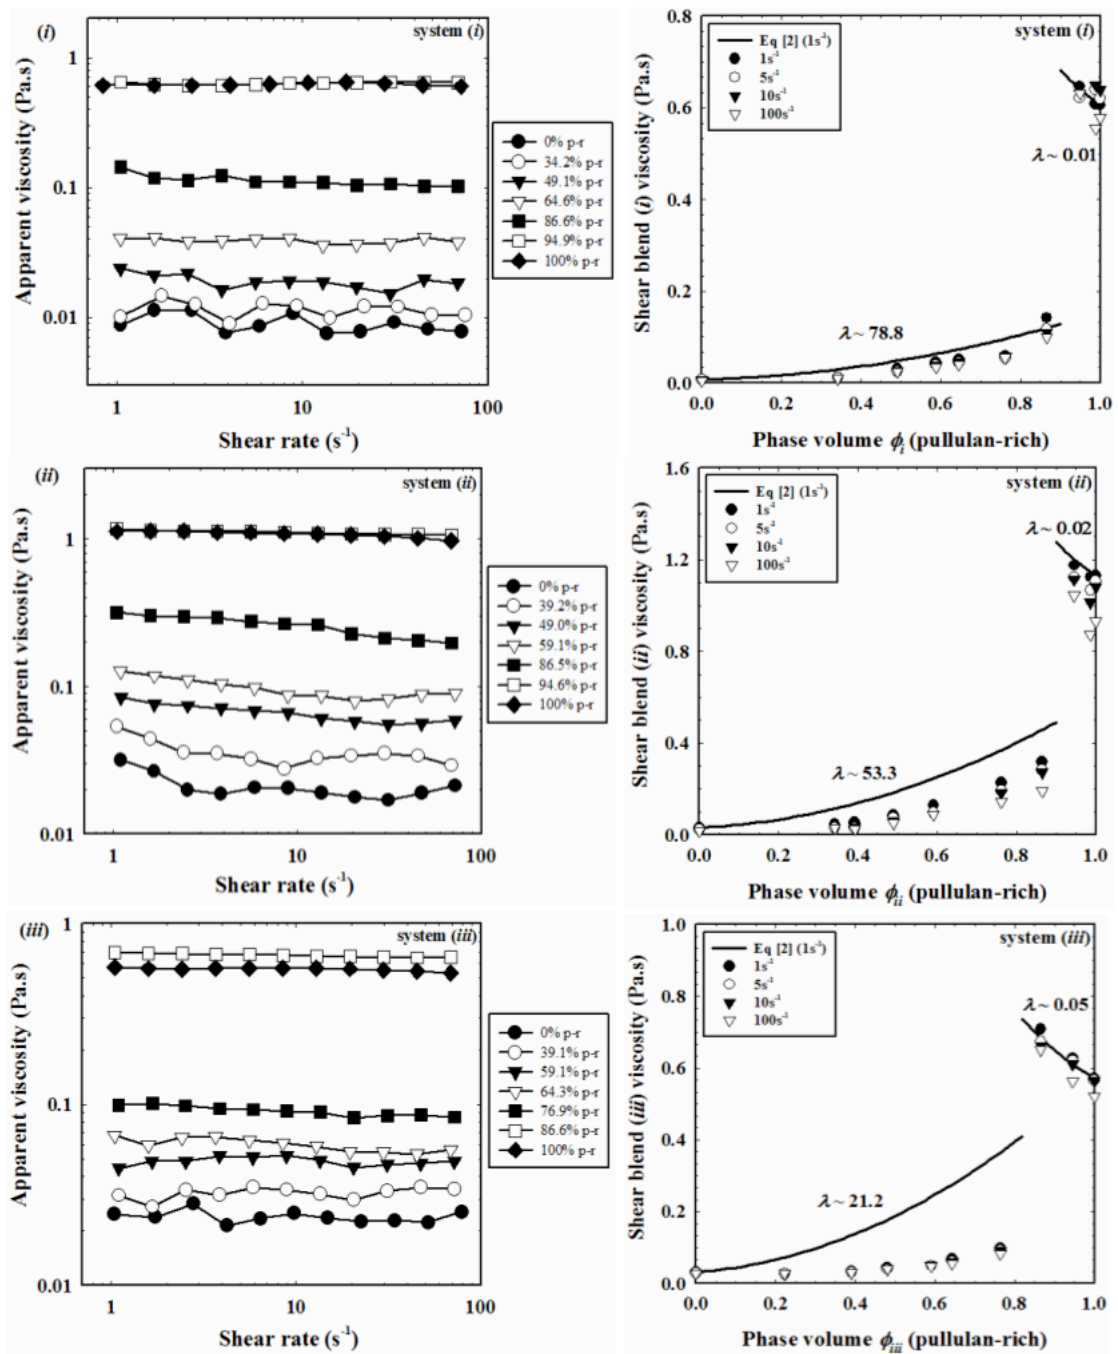 (i)
system (i)
Apparent viscosity (Pa.s)
1
0.1
0.01
1
10
100
Shear rate (s-1)
0% p-r
34.2% p-r
49.1% p-r
64.6% p-r
86.6% p-r
94.9% p-r
100% p-r
system (i)
Shear blend (i) viscosity (Pa.s)
0.8
0.6
0.4
0.2
0.0
0.0
0.2
0.4
0.6
0.8
1.0
Phase volume ϕi (pullulan-rich)
Eq [2] (1s-1)
1s-1
5s-1
10s-1
100s-1
λ ~ 0.01
λ ~ 78.8
(ii)
system (ii)
Apparent viscosity (Pa.s)
1
0.1
0.01
1
10
100
Shear rate (s-1)
0% p-r
39.2% p-r
49.0% p-r
59.1% p-r
86.5% p-r
94.6% p-r
100% p-r
system (ii)
Shear blend (ii) viscosity (Pa.s)
1.6
1.2
0.8
0.4
0.0
0.0
0.2
0.4
0.6
0.8
1.0
Phase volume ϕii (pullulan-rich)
Eq [2] (1s-1)
1s-1
5s-1
10s-1
100s-1
λ ~ 0.02
λ ~ 53.3
(iii)
system (iii)
Apparent viscosity (Pa.s)
1
0.1
0.01
1
10
100
Shear rate (s-1)
0% p-r
39.1% p-r
59.1% p-r
64.3% p-r
76.9% p-r
86.6% p-r
100% p-r
system (iii)
Shear blend (iii) viscosity (Pa.s)
1.0
0.8
0.6
0.4
0.2
0.0
0.0
0.2
0.4
0.6
0.8
1.0
Phase volume ϕiii (pullulan-rich)
Eq [2] (1s-1)
1s-1
5s-1
10s-1
100s-1
λ ~ 0.05
λ ~ 21.2